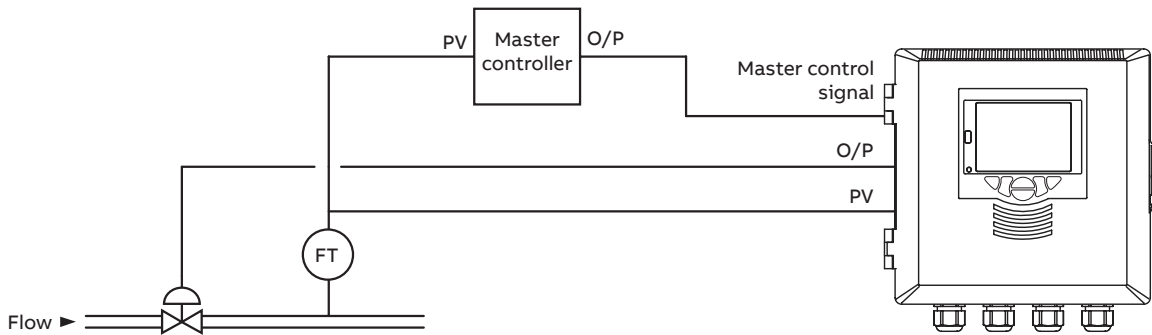 PV
Master
controller
O/P
Master control
signal
O/P
PV
FT
Flow ►